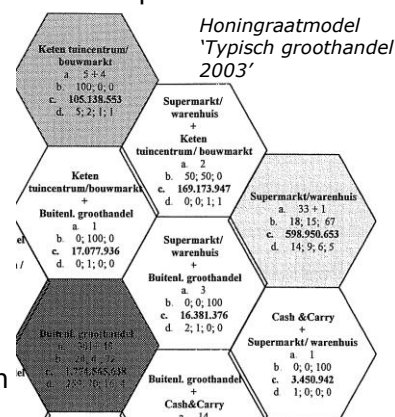 Honingraatmodel
'Typisch groothandel
2003'
Keten tuincentrum/
bouwmarkt
a. 5 + 4
b. 100; 0; 0
c. 105.138.553
d. 5; 2; 1; 1
Supermarkt/
warenhuis
+
Keten
tuincentrum/ bouwmarkt
a. 2
b. 50; 50; 0
c. 169.173.947
d. 0; 0; 1; 1
Keten
tuincentrum/bouwmarkt
+
Buitenl. groothandel
a. 1
b. 0; 100; 0
c. 17.077.936
d. 0; 1; 0; 0
Supermarkt/warenhuis
a. 33 + 1
b. 18; 15; 67
c. 598.950.653
d. 14; 9; 6; 5
Supermarkt/
warenhuis
+
Buitenl. groothandel
a. 3
b. 0; 0; 100
c. 16.381.376
d. 2; 1; 0; 0
Buitenl. groothandel
Cash &Carry
+
Supermarkt/ warenhuis
a. 1
b. 0; 0; 100
c. 3.450.942
d. 1; 0; 0; 0
Buitenl. groothandel
+
Cash&Carry
a. 14